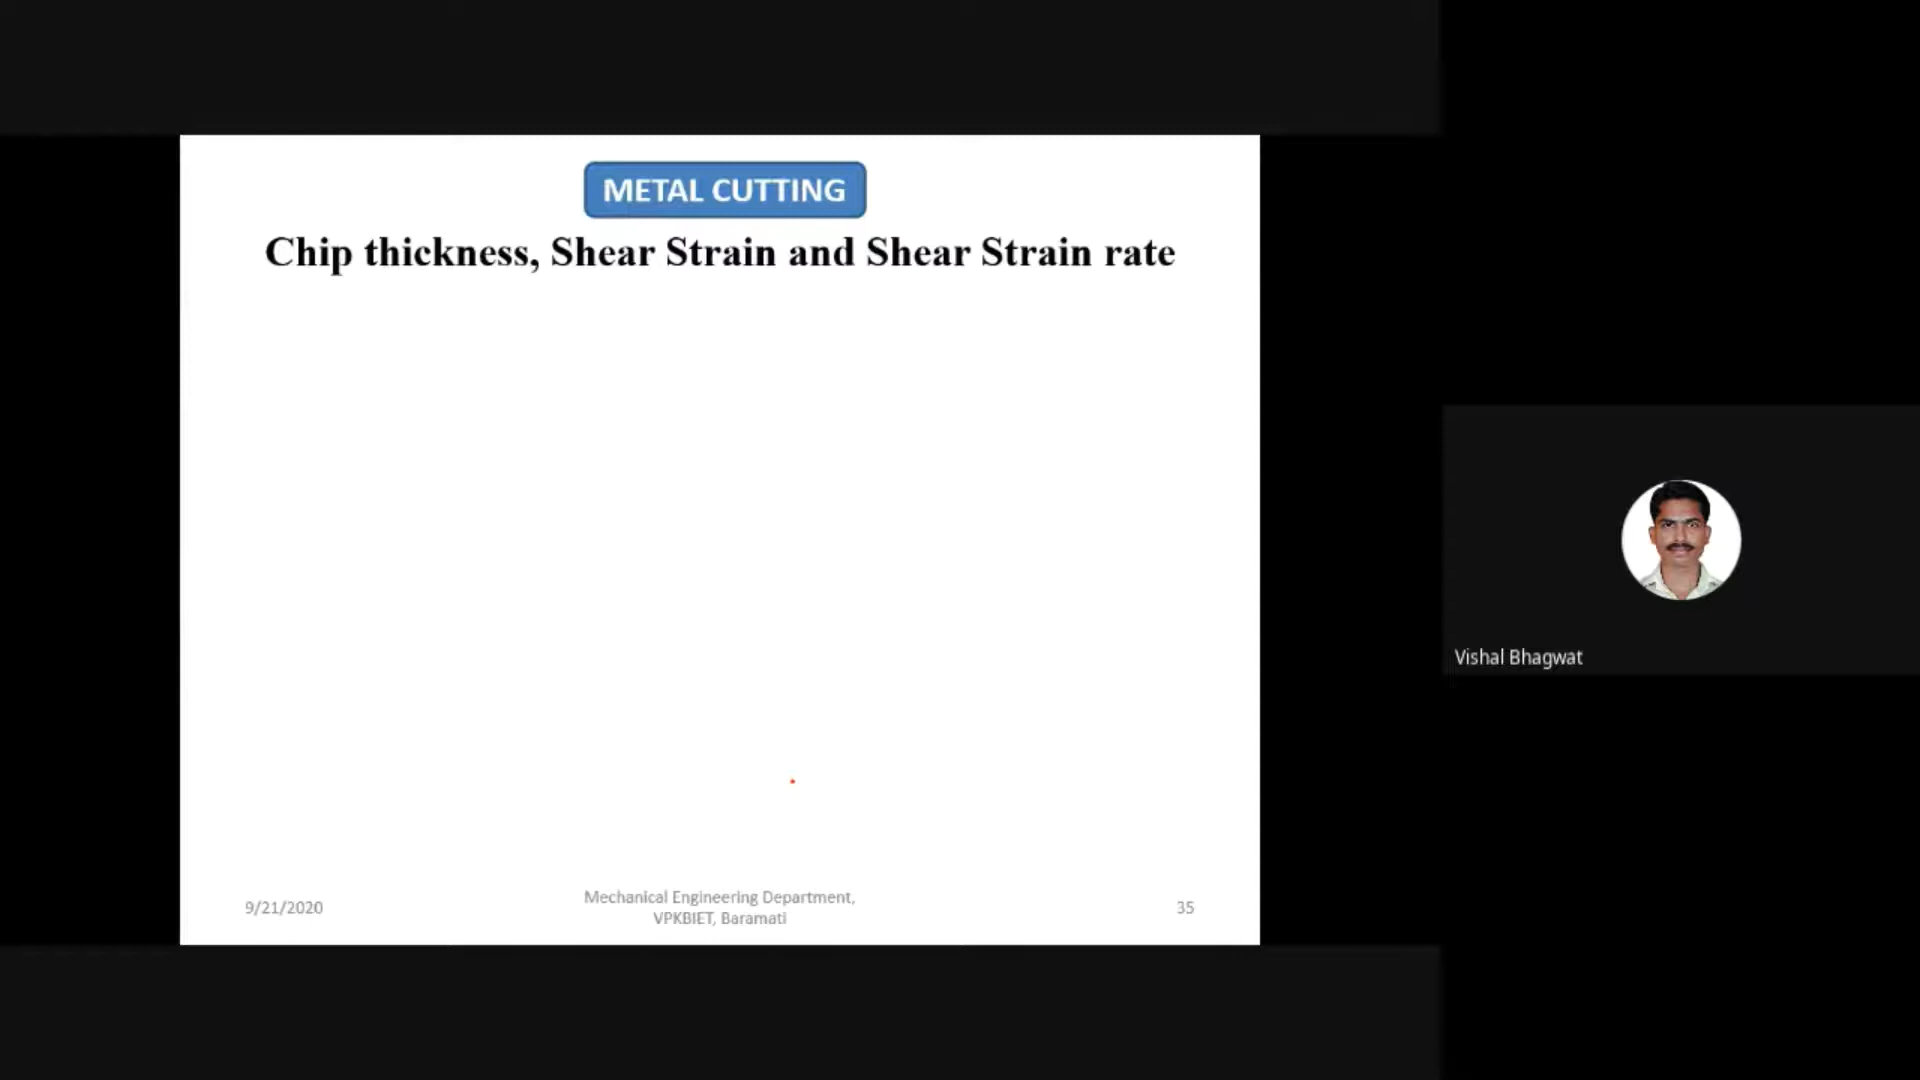 METAL CUTTING
Chip thickness, Shear Strain and Shear Strain rate
Vishal Bhagwat
9/21/2020
Mechanical Engineering Department,
VPKBIET, Baramati
35